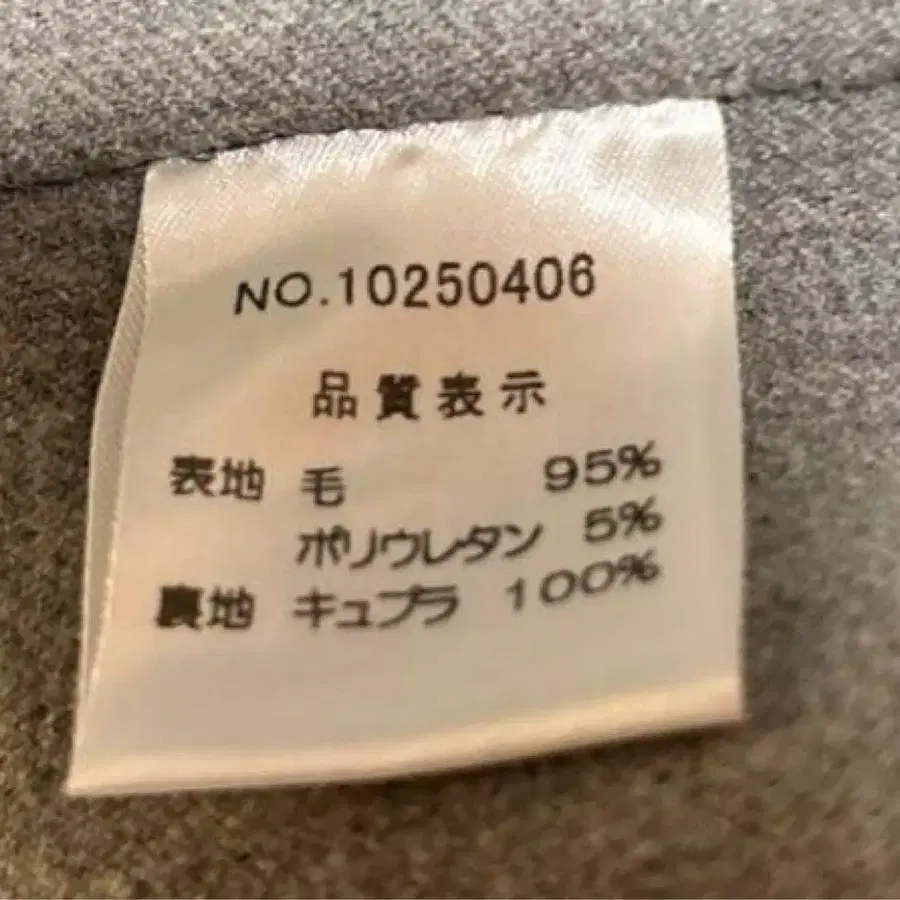 NO.10250406
品質表示
表地 毛 95%
ポリウレタン 5%
裏地 キュプラ 100%